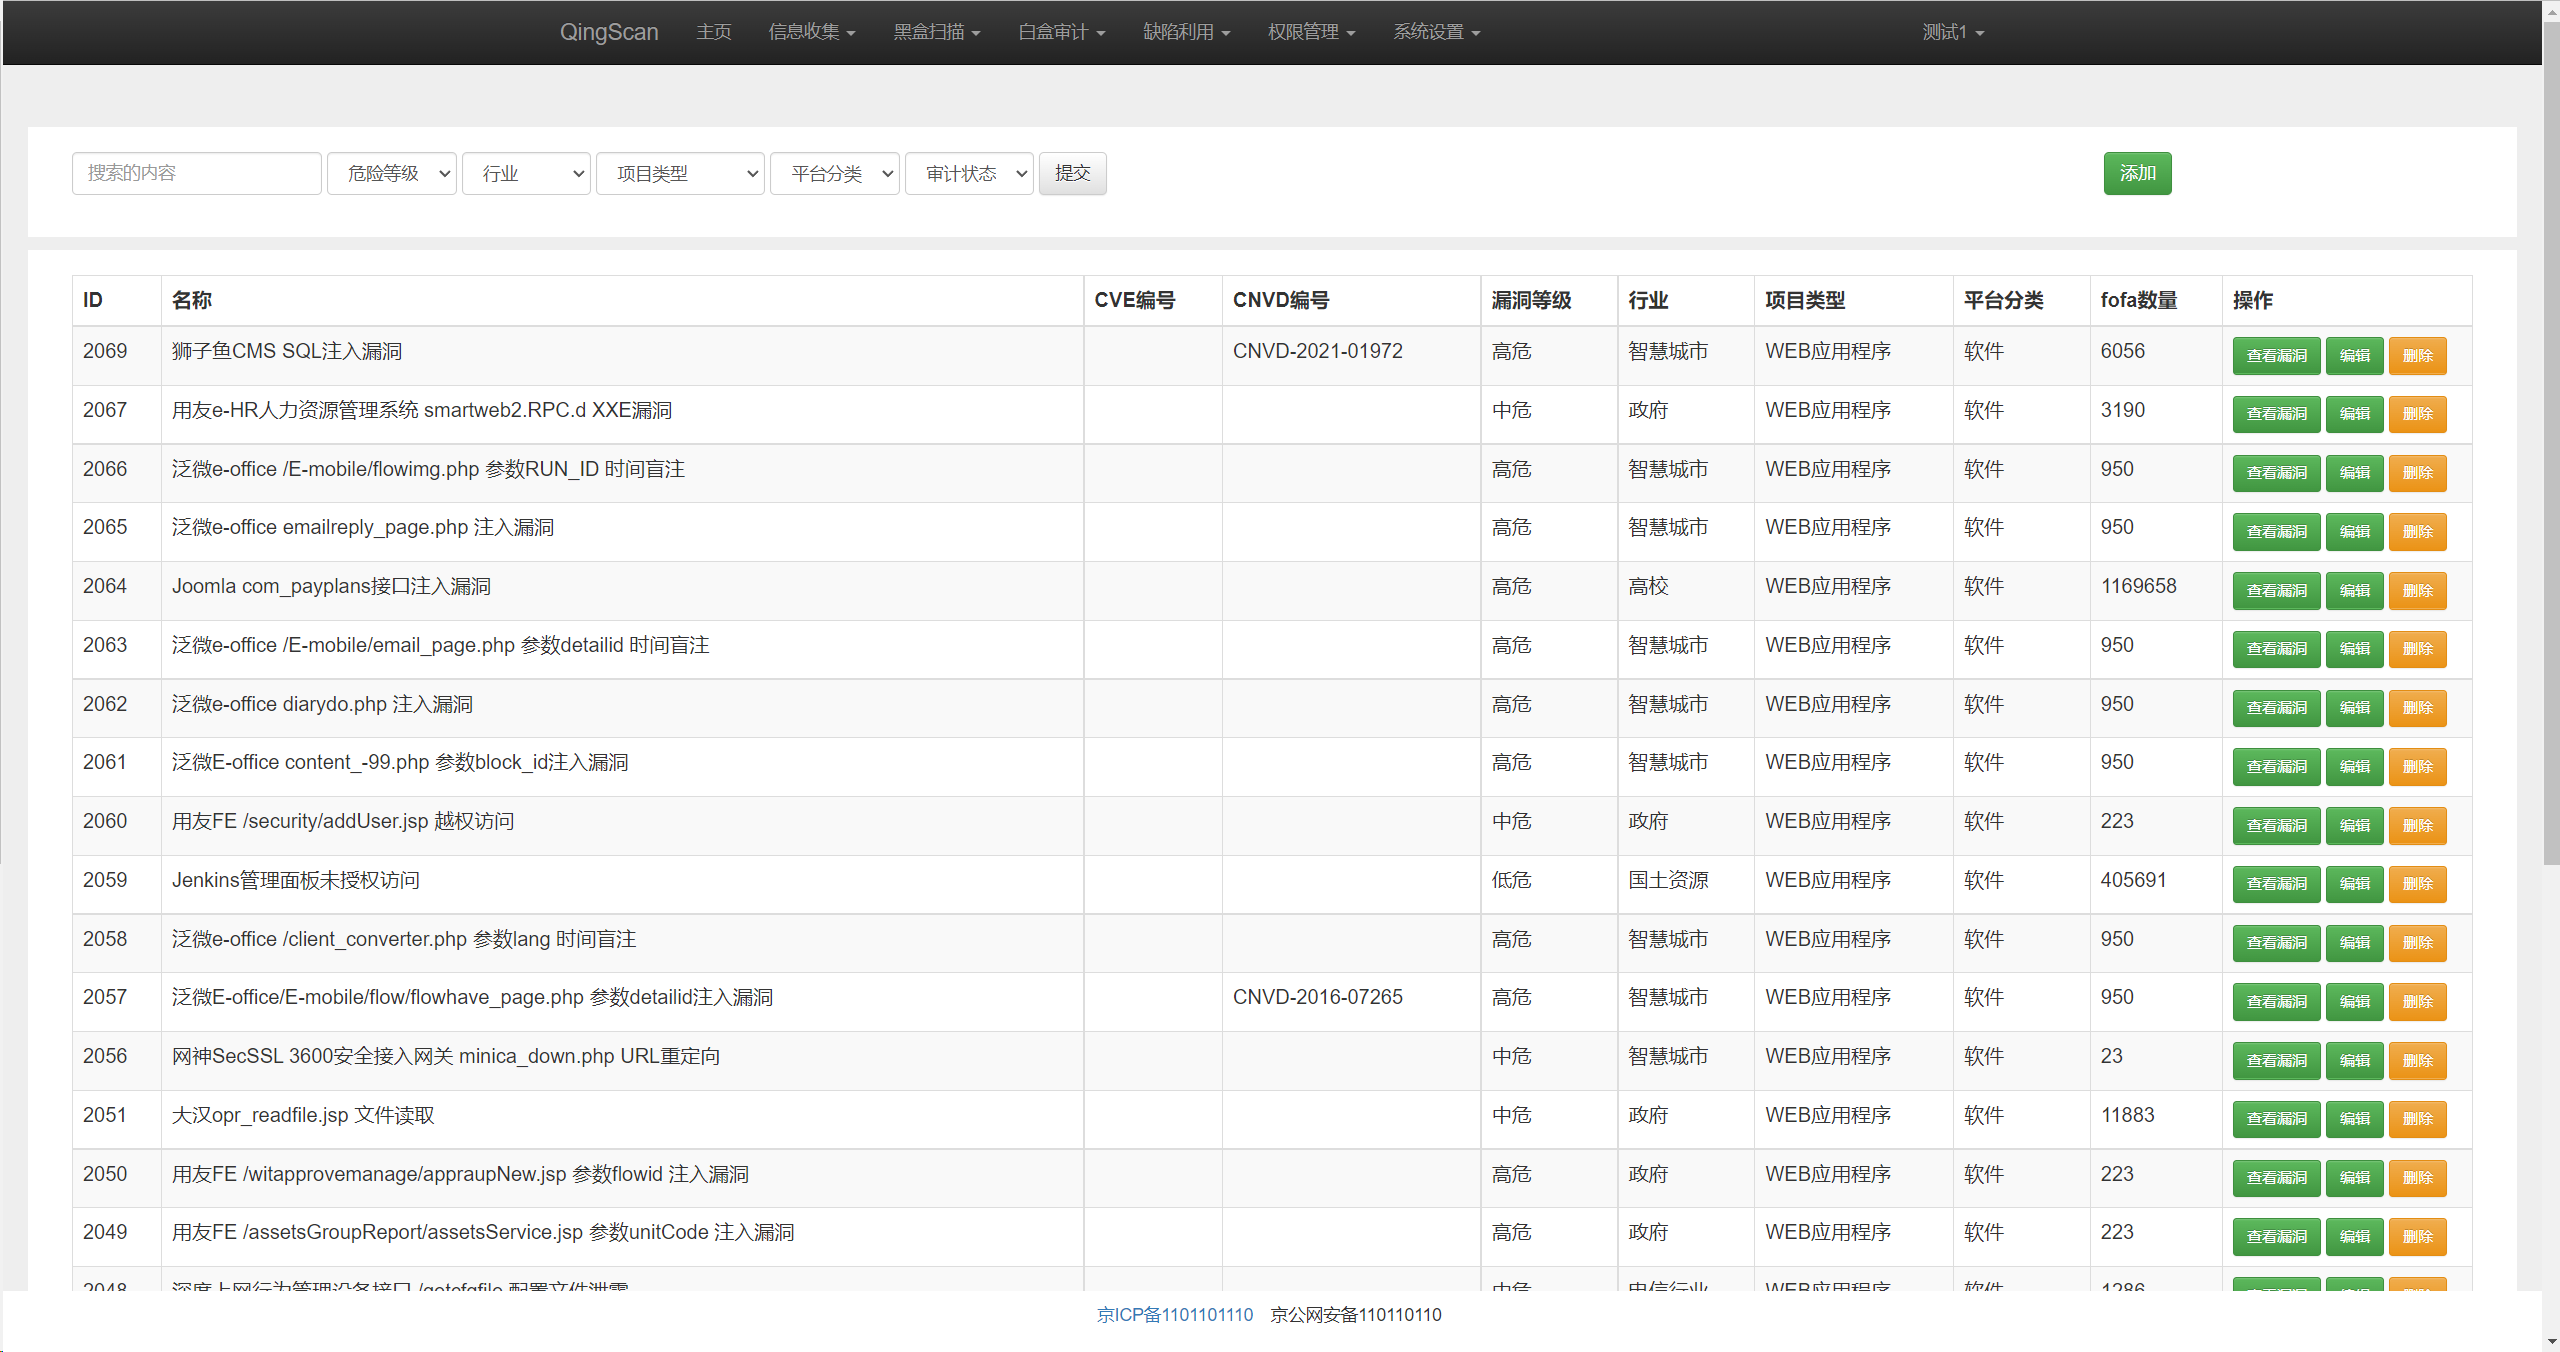 QingScan 主页 信息收集 黑盒扫描 白盒审计 缺陷利用 权限管理 系统设置 测试1
搜索的内容 危险等级 行业 项目类型 平台分类 审计状态 提交 添加
ID 名称 CVE编号 CNVD编号 漏洞等级 行业 项目类型 平台分类 fofa数量 操作
2069 狮子鱼CMS SQL注入漏洞 CNVD-2021-01972 高危 智慧城市 WEB应用程序 软件 6056 查看漏洞 编辑 删除
2067 用友e-HR人力资源管理系统 smartweb2.RPC.d XXE漏洞 中危 政府 WEB应用程序 软件 3190 查看漏洞 编辑 删除
2066 泛微e-office /E-mobile/flowimg.php 参数RUN_ID 时间盲注 高危 智慧城市 WEB应用程序 软件 950 查看漏洞 编辑 删除
2065 泛微e-office emailreply_page.php 注入漏洞 高危 智慧城市 WEB应用程序 软件 950 查看漏洞 编辑 删除
2064 Joomla com_payplans接口注入漏洞 高危 高校 WEB应用程序 软件 1169658 查看漏洞 编辑 删除
2063 泛微e-office /E-mobile/email_page.php 参数detailid 时间盲注 高危 智慧城市 WEB应用程序 软件 950 查看漏洞 编辑 删除
2062 泛微e-office diarydo.php 注入漏洞 高危 智慧城市 WEB应用程序 软件 950 查看漏洞 编辑 删除
2061 泛微E-office content_-99.php 参数block_id注入漏洞 高危 智慧城市 WEB应用程序 软件 950 查看漏洞 编辑 删除
2060 用友FE /security/addUser.jsp 越权访问 中危 政府 WEB应用程序 软件 223 查看漏洞 编辑 删除
2059 Jenkins管理面板未授权访问 低危 国土资源 WEB应用程序 软件 405691 查看漏洞 编辑 删除
2058 泛微e-office /client_converter.php 参数lang 时间盲注 高危 智慧城市 WEB应用程序 软件 950 查看漏洞 编辑 删除
2057 泛微E-office/E-mobile/flow/flowhave_page.php 参数detailid注入漏洞 CNVD-2016-07265 高危 智慧城市 WEB应用程序 软件 950 查看漏洞 编辑 删除
2056 网神SecSSL 3600安全接入网关 minica_down.php URL重定向 中危 智慧城市 WEB应用程序 软件 23 查看漏洞 编辑 删除
2051 大汉opr_readfile.jsp 文件读取 中危 政府 WEB应用程序 软件 11883 查看漏洞 编辑 删除
2050 用友FE /witapprovemanage/appraupNew.jsp 参数flowid 注入漏洞 高危 政府 WEB应用程序 软件 223 查看漏洞 编辑 删除
2049 用友FE /assetsGroupReport/assetsService.jsp 参数unitCode 注入漏洞 高危 政府 WEB应用程序 软件 223 查看漏洞 编辑 删除
2048 深度上网行为管理设备接口 中危 WEB应用程序 软件 1286
京ICP备1101101110 京公网安备110110110